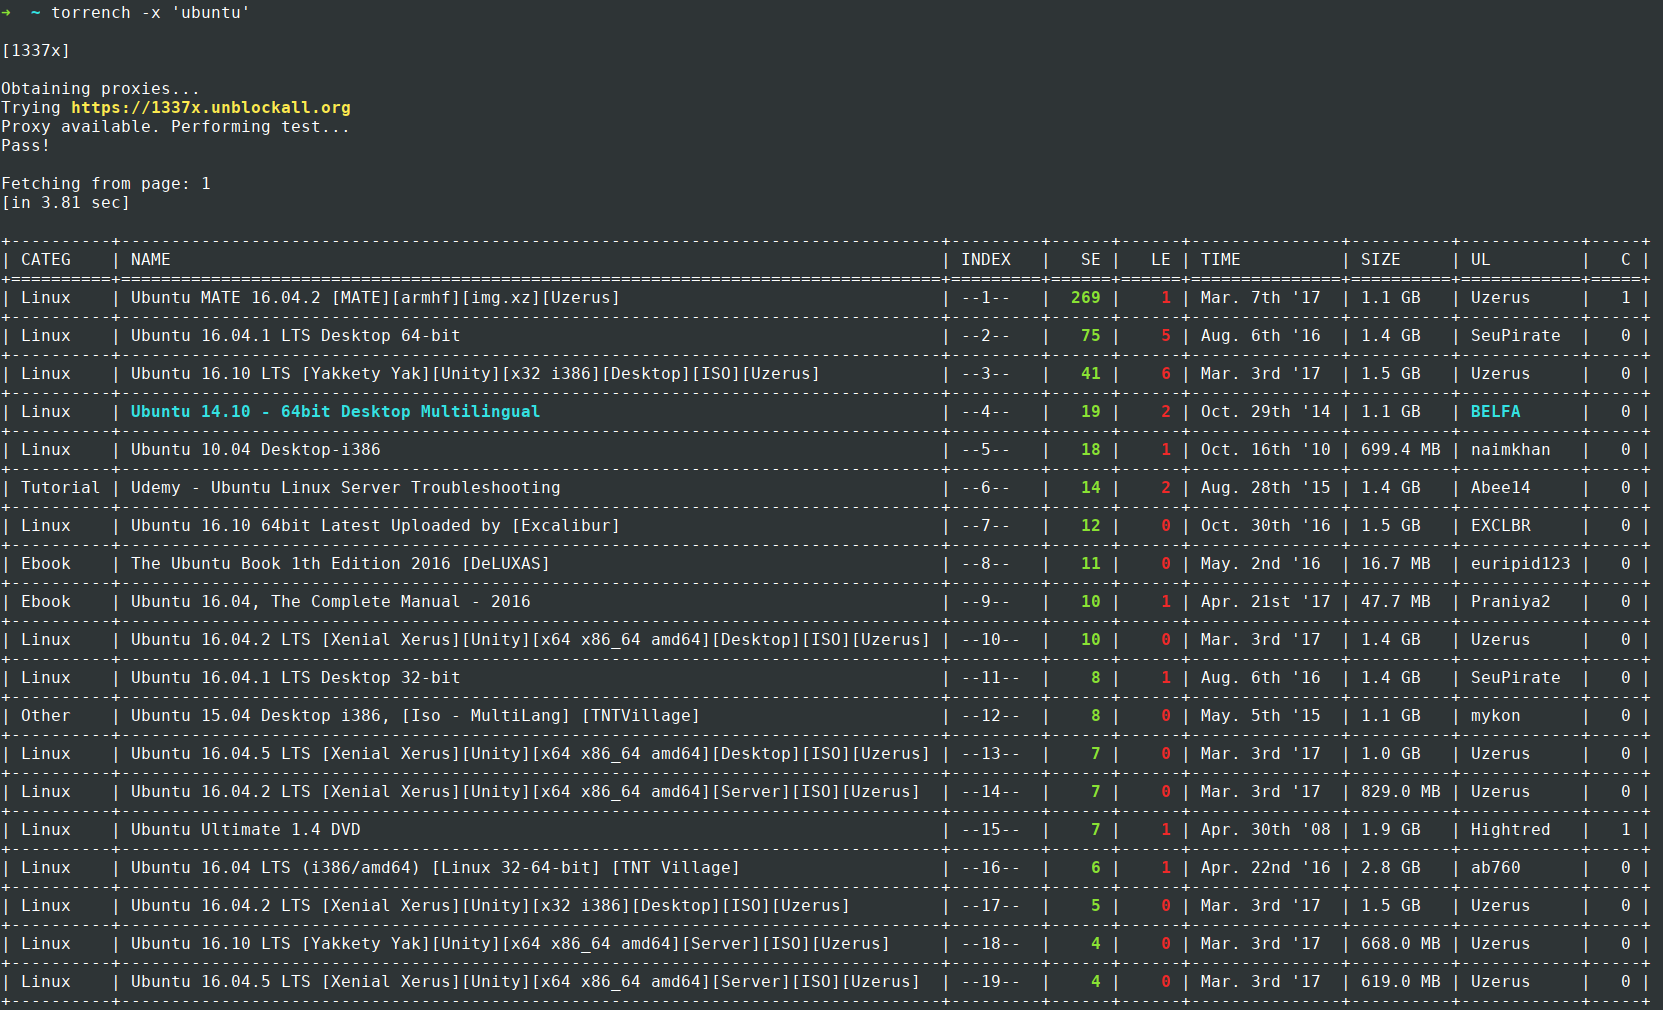 → ~ torrench -x 'ubuntu'
[1337x]
Obtaining proxies...
Trying https://1337x.unblockall.org
Proxy available. Performing test...
Pass!
Fetching from page: 1
[in 3.81 sec]
| CATEG | NAME | INDEX | SE | LE | TIME | SIZE | UL | C |
| Linux | Ubuntu MATE 16.04.2 [MATE][armhf][img.xz][Uzerus] | --1-- | 269 | 1 | Mar. 7th '17 | 1.1 GB | Uzerus | 1 |
| Linux | Ubuntu 16.04.1 LTS Desktop 64-bit | --2-- | 75 | 5 | Aug. 6th '16 | 1.4 GB | SeuPirate | 0 |
| Linux | Ubuntu 16.10 LTS [Yakkety Yak][Unity][x32 i386][Desktop][ISO][Uzerus] | --3-- | 41 | 6 | Mar. 3rd '17 | 1.5 GB | Uzerus | 0 |
| Linux | Ubuntu 14.10 - 64bit Desktop Multilingual | --4-- | 19 | 2 | Oct. 29th '14 | 1.1 GB | BELFA | 0 |
| Linux | Ubuntu 10.04 Desktop-i386 | --5-- | 18 | 1 | Oct. 16th '10 | 699.4 MB | naimkhan | 0 |
| Tutorial | Udemy - Ubuntu Linux Server Troubleshooting | --6-- | 14 | 2 | Aug. 28th '15 | 1.4 GB | Abee14 | 0 |
| Linux | Ubuntu 16.10 64bit Latest Uploaded by [Excalibur] | --7-- | 12 | 0 | Oct. 30th '16 | 1.5 GB | EXCLBR | 0 |
| Ebook | The Ubuntu Book 1th Edition 2016 [DeLUXAS] | --8-- | 11 | 0 | May. 2nd '16 | 16.7 MB | euripid123 | 0 |
| Ebook | Ubuntu 16.04, The Complete Manual - 2016 | --9-- | 10 | 1 | Apr. 21st '17 | 47.7 MB | Praniya2 | 0 |
| Linux | Ubuntu 16.04.2 LTS [Xenial Xerus][Unity][x64 x86_64 amd64][Desktop][ISO][Uzerus] | --10-- | 10 | 0 | Mar. 3rd '17 | 1.4 GB | Uzerus | 0 |
| Linux | Ubuntu 16.04.1 LTS Desktop 32-bit | --11-- | 8 | 1 | Aug. 6th '16 | 1.4 GB | SeuPirate | 0 |
| Other | Ubuntu 15.04 Desktop i386, [Iso - MultiLang] [TNTVillage] | --12-- | 8 | 0 | May. 5th '15 | 1.1 GB | mykon | 0 |
| Linux | Ubuntu 16.04.5 LTS [Xenial Xerus][Unity][x64 x86_64 amd64][Desktop][ISO][Uzerus] | --13-- | 7 | 0 | Mar. 3rd '17 | 1.0 GB | Uzerus | 0 |
| Linux | Ubuntu 16.04.2 LTS [Xenial Xerus][Unity][x64 x86_64 amd64][Server][ISO][Uzerus] | --14-- | 7 | 0 | Mar. 3rd '17 | 829.0 MB | Uzerus | 0 |
| Linux | Ubuntu Ultimate 1.4 DVD | --15-- | 7 | 1 | Apr. 30th '08 | 1.9 GB | Hightred | 1 |
| Linux | Ubuntu 16.04 LTS (i386/amd64) [Linux 32-64-bit] [TNT Village] | --16-- | 6 | 1 | Apr. 22nd '16 | 2.8 GB | ab760 | 0 |
| Linux | Ubuntu 16.04.2 LTS [Xenial Xerus][Unity][x32 i386][Desktop][ISO][Uzerus] | --17-- | 5 | 0 | Mar. 3rd '17 | 1.5 GB | Uzerus | 0 |
| Linux | Ubuntu 16.10 LTS [Yakkety Yak][Unity][x64 x86_64 amd64][Server][ISO][Uzerus] | --18-- | 4 | 0 | Mar. 3rd '17 | 668.0 MB | Uzerus | 0 |
| Linux | Ubuntu 16.04.5 LTS [Xenial Xerus][Unity][x64 x86_64 amd64][Server][ISO][Uzerus] | --19-- | 4 | 0 | Mar. 3rd '17 | 619.0 MB | Uzerus | 0 |